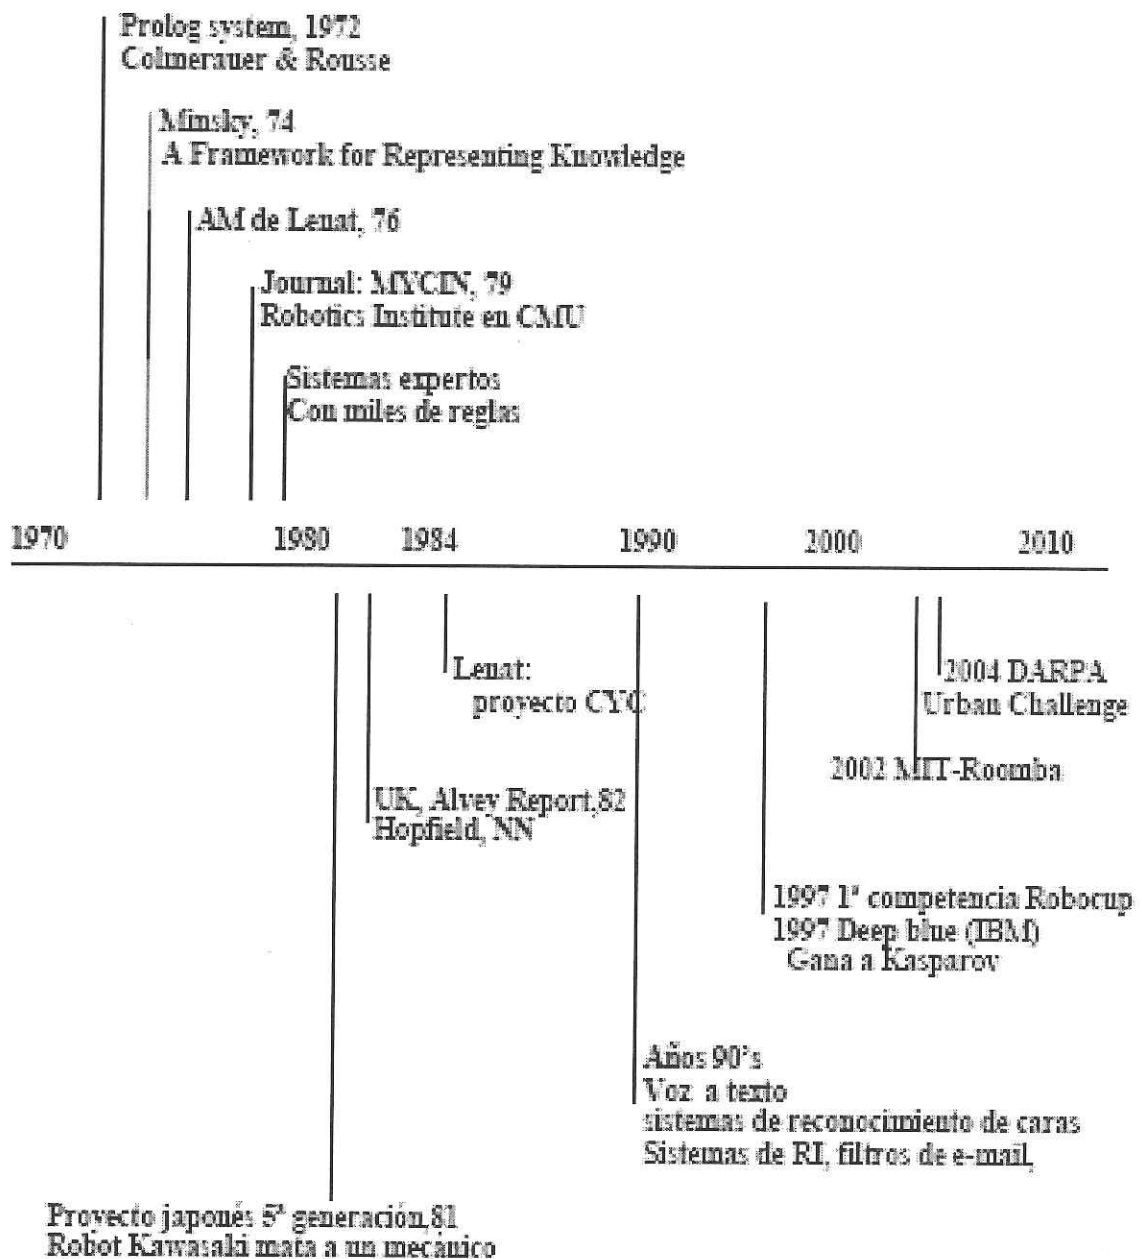 Prolog system, 1972
Colmerauer & Rousse
Minsky, 74
A Framework for Representing Knowledge
AM de Lenat, 76
Journal: MYCIN, 79
Robotics Institute en CMU
Sistemas expertos
Con miles de reglas
1970 1980 1984 1990 2000 2010
Lenat:
proyecto CYC
2004 DARPA
Urban Challenge
2002 MIT-Roomba
UK, Alvey Report,82
Hopfield, NN
1997 1ª competencia Robocup
1997 Deep blue (IBM)
Gana a Kasparov
Años 90's
Voz a texto
sistemas de reconocimiento de caras
Sistemas de RI, filtros de e-mail,
Proyecto japonés 5ª generación,81
Robot Kawasaki mata a un mecánico